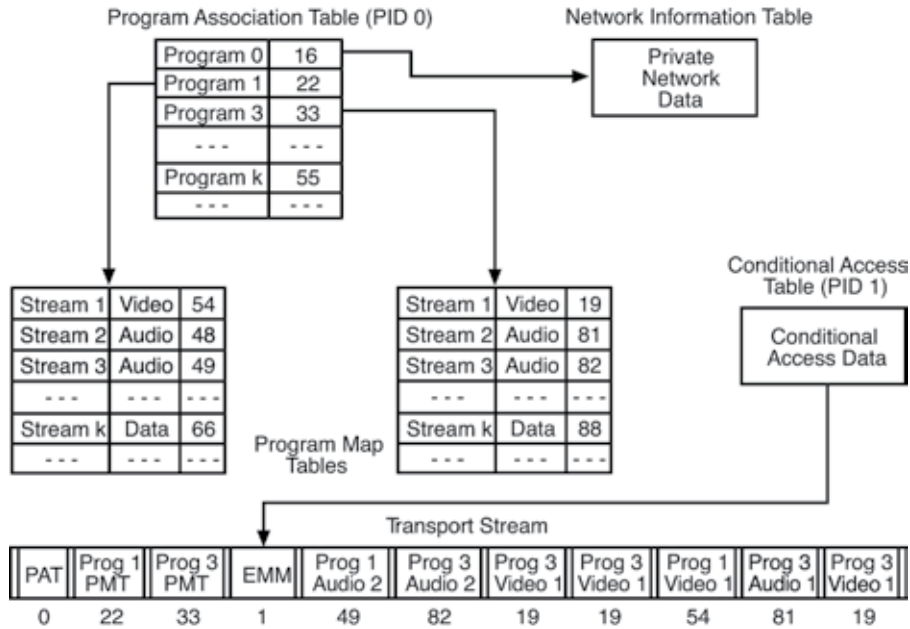 Program Association Table (PID 0)
Network Information Table
Program 0 16
Program 1 22
Program 3 33
- - - - - -
Program k 55
- - - - - -
Private
Network
Data
Conditional Access
Table (PID 1)
Conditional
Access Data
Stream 1 Video 54
Stream 2 Audio 48
Stream 3 Audio 49
- - - - - - - - -
Stream k Data 66
- - - - - - - - -
Stream 1 Video 19
Stream 2 Audio 81
Stream 3 Audio 82
- - - - - - - - -
Stream k Data 88
- - - - - - - - -
Program Map
Tables
Transport Stream
PAT
Prog 1
PMT
Prog 3
PMT
EMM
Prog 1
Audio 2
Prog 3
Audio 2
Prog 3
Video 1
Prog 3
Video 1
Prog 1
Video 1
Prog 3
Audio 1
Prog 3
Video 1
0 22 33 1 49 82 19 19 54 81 19